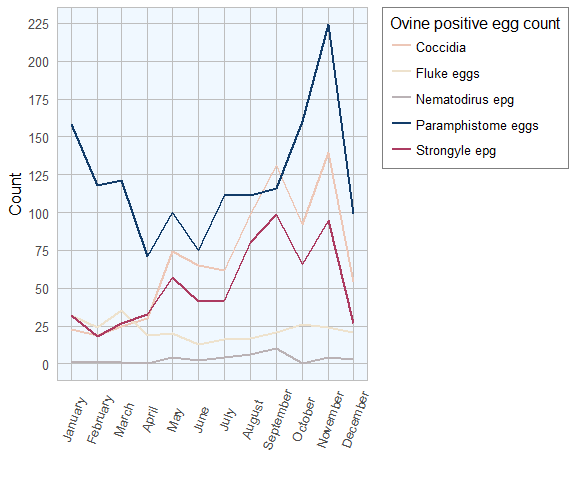 Ovine positive egg count
Coccidia
Fluke eggs
Nematodirus epg
Paramphistome eggs
Strongyle epg
Count
225
200
175
150
125
100
75
50
25
0
January
February
March
April
May
June
July
August
September
October
November
December